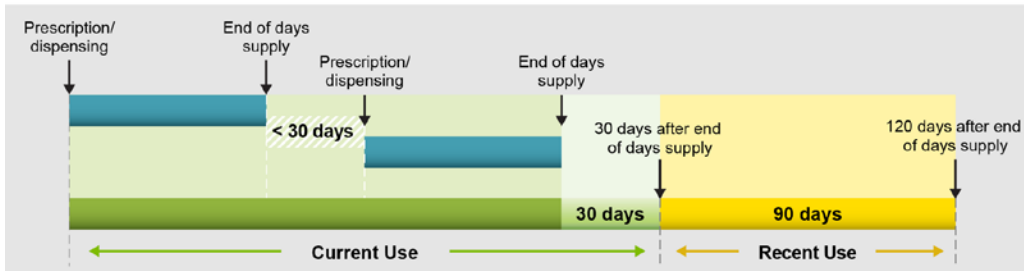 Prescription/
dispensing
End of days
supply
Prescription/
dispensing
End of days
supply
< 30 days
30 days after end
of days supply
120 days after end
of days supply
30 days
90 days
Current Use
Recent Use